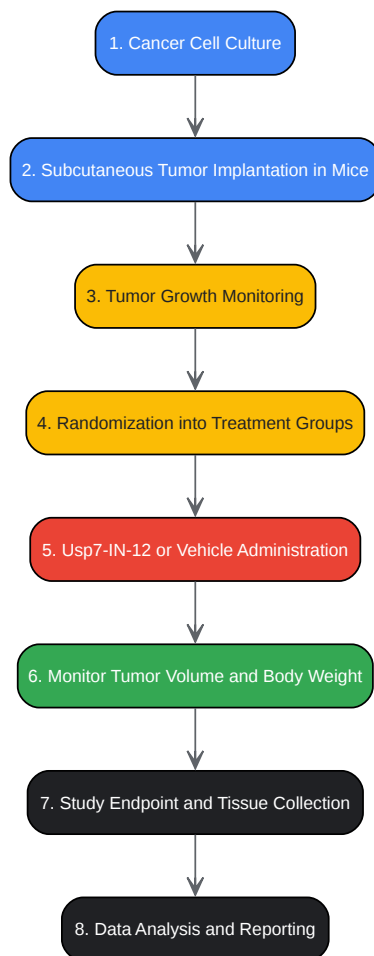 1. Cancer Cell Culture
2. Subcutaneous Tumor Implantation in Mice
3. Tumor Growth Monitoring
4. Randomization into Treatment Groups
5. Usp7-IN-12 or Vehicle Administration
6. Monitor Tumor Volume and Body Weight
7. Study Endpoint and Tissue Collection
8. Data Analysis and Reporting